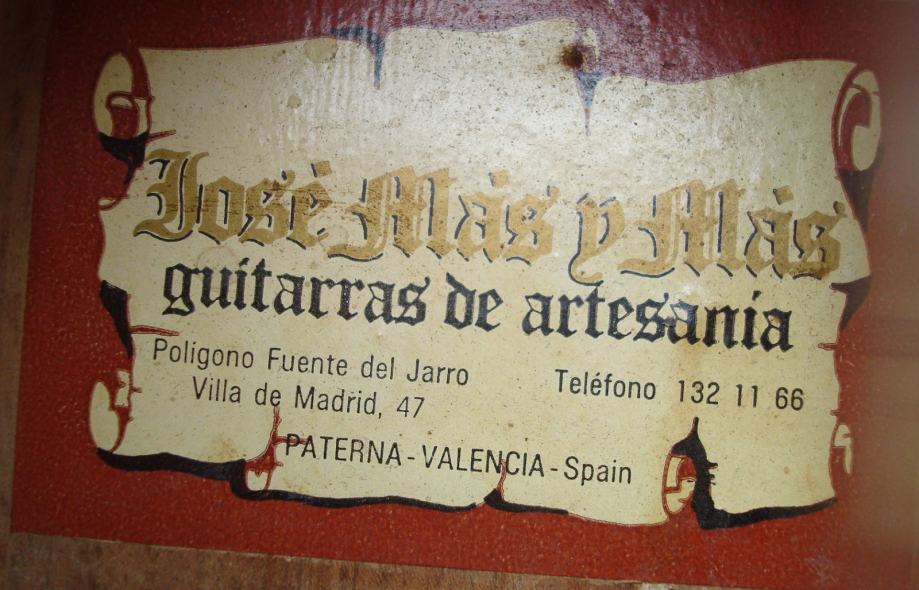 José Más y Más
guitarras de artesania
Poligono Fuente del Jarro
Villa de Madrid, 47
Teléfono 132 11 66
PATERNA - VALENCIA - Spain